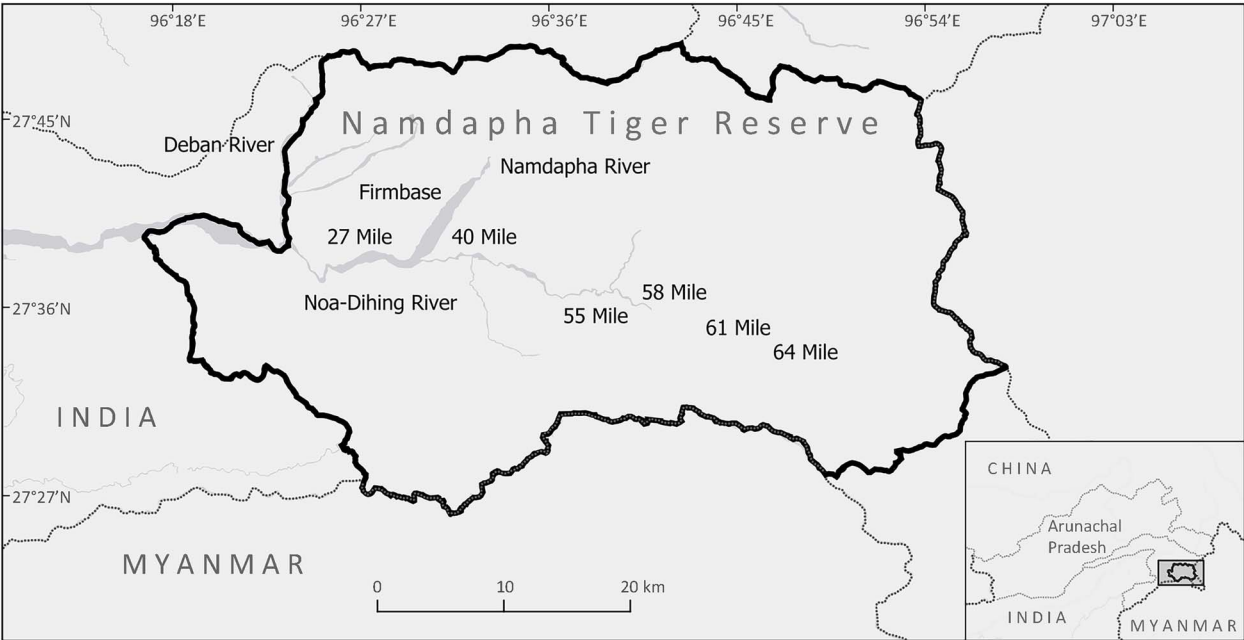 96°18′E
96°27′E
96°36′E
96°45′E
96°54′E
97°03′E
27°45′N
Namdapha Tiger Reserve
Deban River
Namdapha River
Firmbase
27 Mile
40 Mile
58 Mile
Noa-Dihing River
27°36′N
55 Mile
61 Mile
64 Mile
INDIA
27°27′N
MYANMAR
0 10 20 km
CHINA
Arunachal
Pradesh
INDIA
MYANMAR